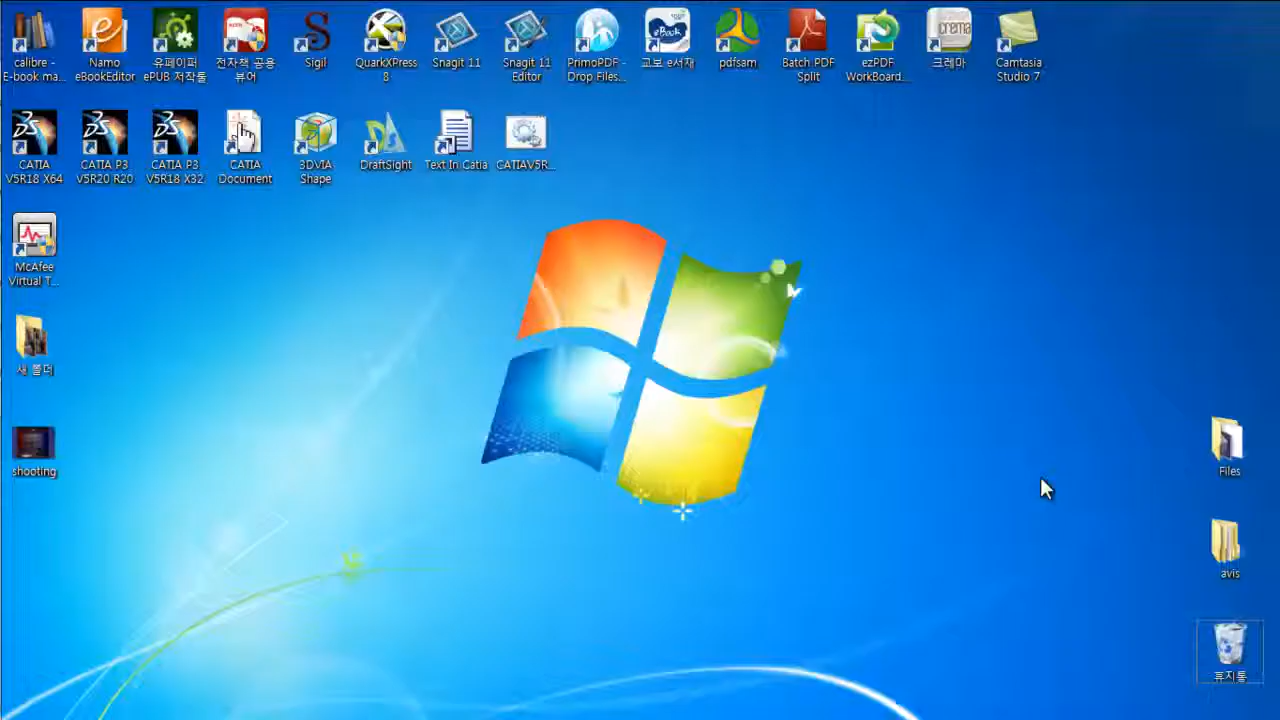 calibre -
E-book ma...
Namo
eBookEditor
유페이퍼
ePUB 저작툴
전자책 공용
뷰어
Sigil
QuarkXPress
8
Snagit 11
Snagit 11
Editor
PrimoPDF -
Drop Files...
eBook
교보 e서재
pdfsam
Batch PDF
Split
ezPDF
WorkBoard...
crema
크레마
Camtasia
Studio 7
CATIA
V5R18 X64
CATIA P3
V5R20 R20
CATIA P3
V5R18 X32
CATIA
Document
3DVIA
Shape
DraftSight
Text In Catia
CATIAV5R...
McAfee
Virtual T...
새 폴더
shooting
Files
avis
휴지통